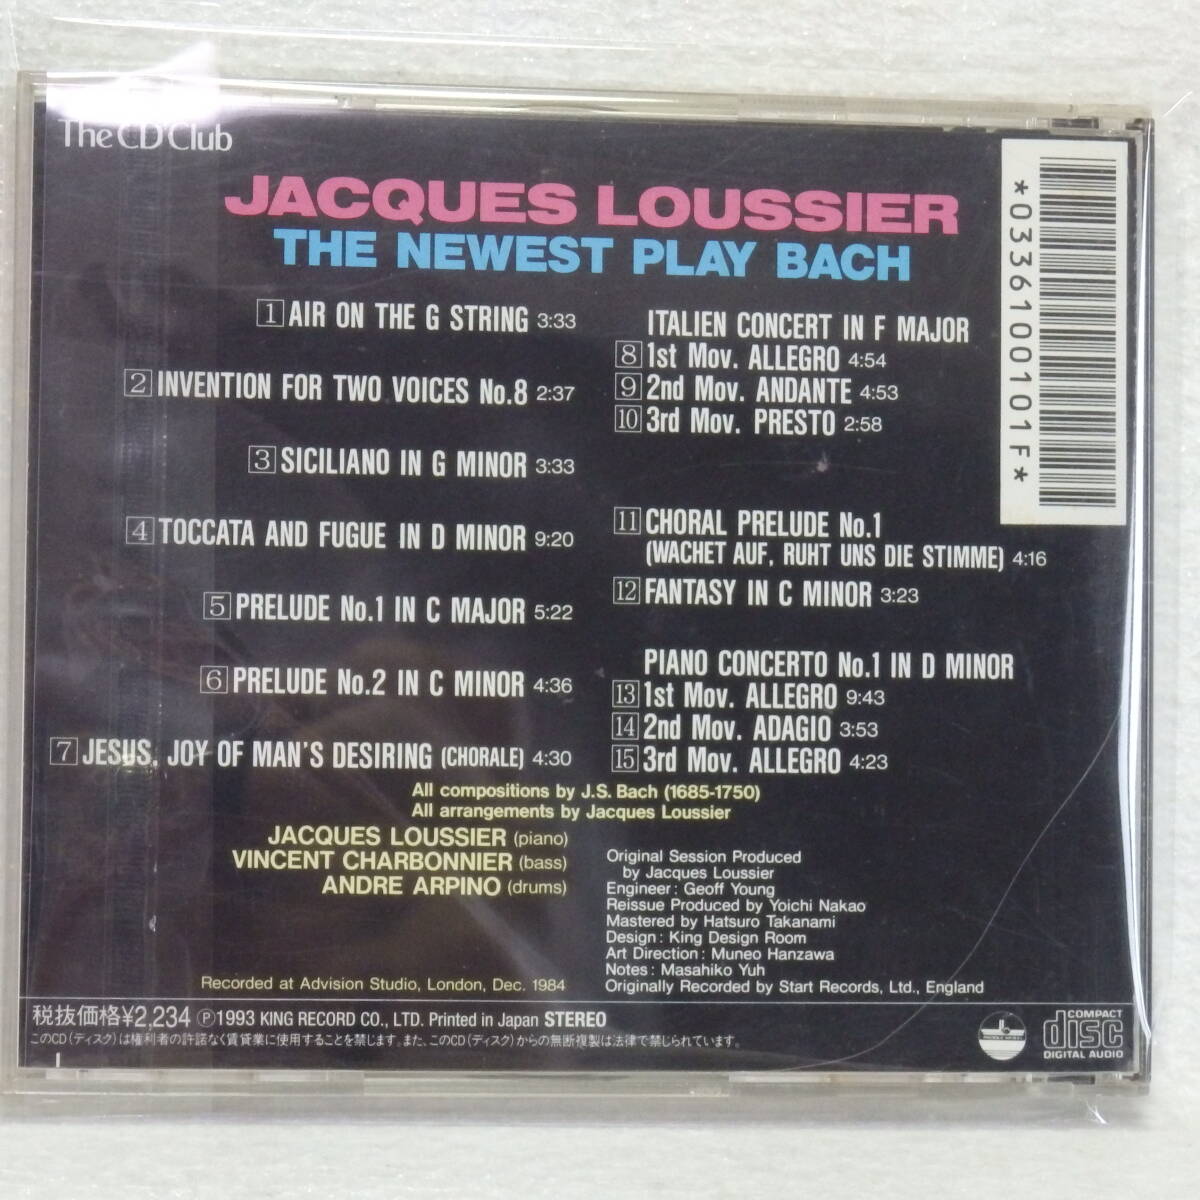 The CD Club
JACQUES LOUSSIER
THE NEWEST PLAY BACH
1 AIR ON THE G STRING 3:33
2 INVENTION FOR TWO VOICES No.8 2:37
3 SICILIANO IN G MINOR 3:33
4 TOCCATA AND FUGUE IN D MINOR 9:20
5 PRELUDE No.1 IN C MAJOR 5:22
6 PRELUDE No.2 IN C MINOR 4:36
7 JESUS, JOY OF MAN'S DESIRING (CHORALE) 4:30
ITALIEN CONCERT IN F MAJOR
8 1st Mov. ALLEGRO 4:54
9 2nd Mov. ANDANTE 4:53
10 3rd Mov. PRESTO 2:58
11 CHORAL PRELUDE No.1
(WACHET AUF, RUHT UNS DIE STIMME) 4:16
12 FANTASY IN C MINOR 3:23
PIANO CONCERTO No.1 IN D MINOR
13 1st Mov. ALLEGRO 9:43
14 2nd Mov. ADAGIO 3:53
15 3rd Mov. ALLEGRO 4:23
*0336100101F*
All compositions by J.S. Bach (1685-1750)
All arrangements by Jacques Loussier
JACQUES LOUSSIER (piano)
VINCENT CHARBONNIER (bass)
ANDRE ARPINO (drums)
Original Session Produced
by Jacques Loussier
Engineer : Geoff Young
Reissue Produced by Yoichi Nakao
Mastered by Hatsuro Takanami
Design : King Design Room
Art Direction : Muneo Hanzawa
Notes : Masahiko Yuh
Originally Recorded by Start Records, Ltd., England
Recorded at Advision Studio, London, Dec. 1984
税抜価格¥2,234 Ⓟ1993 KING RECORD CO., LTD. Printed in Japan STEREO
このCD(ディスク)は権利者の許諾なく賃貸業に使用することを禁じます。また、このCD(ディスク)からの無断複製は法律で禁じられています。
COMPACT
disc
DIGITAL AUDIO